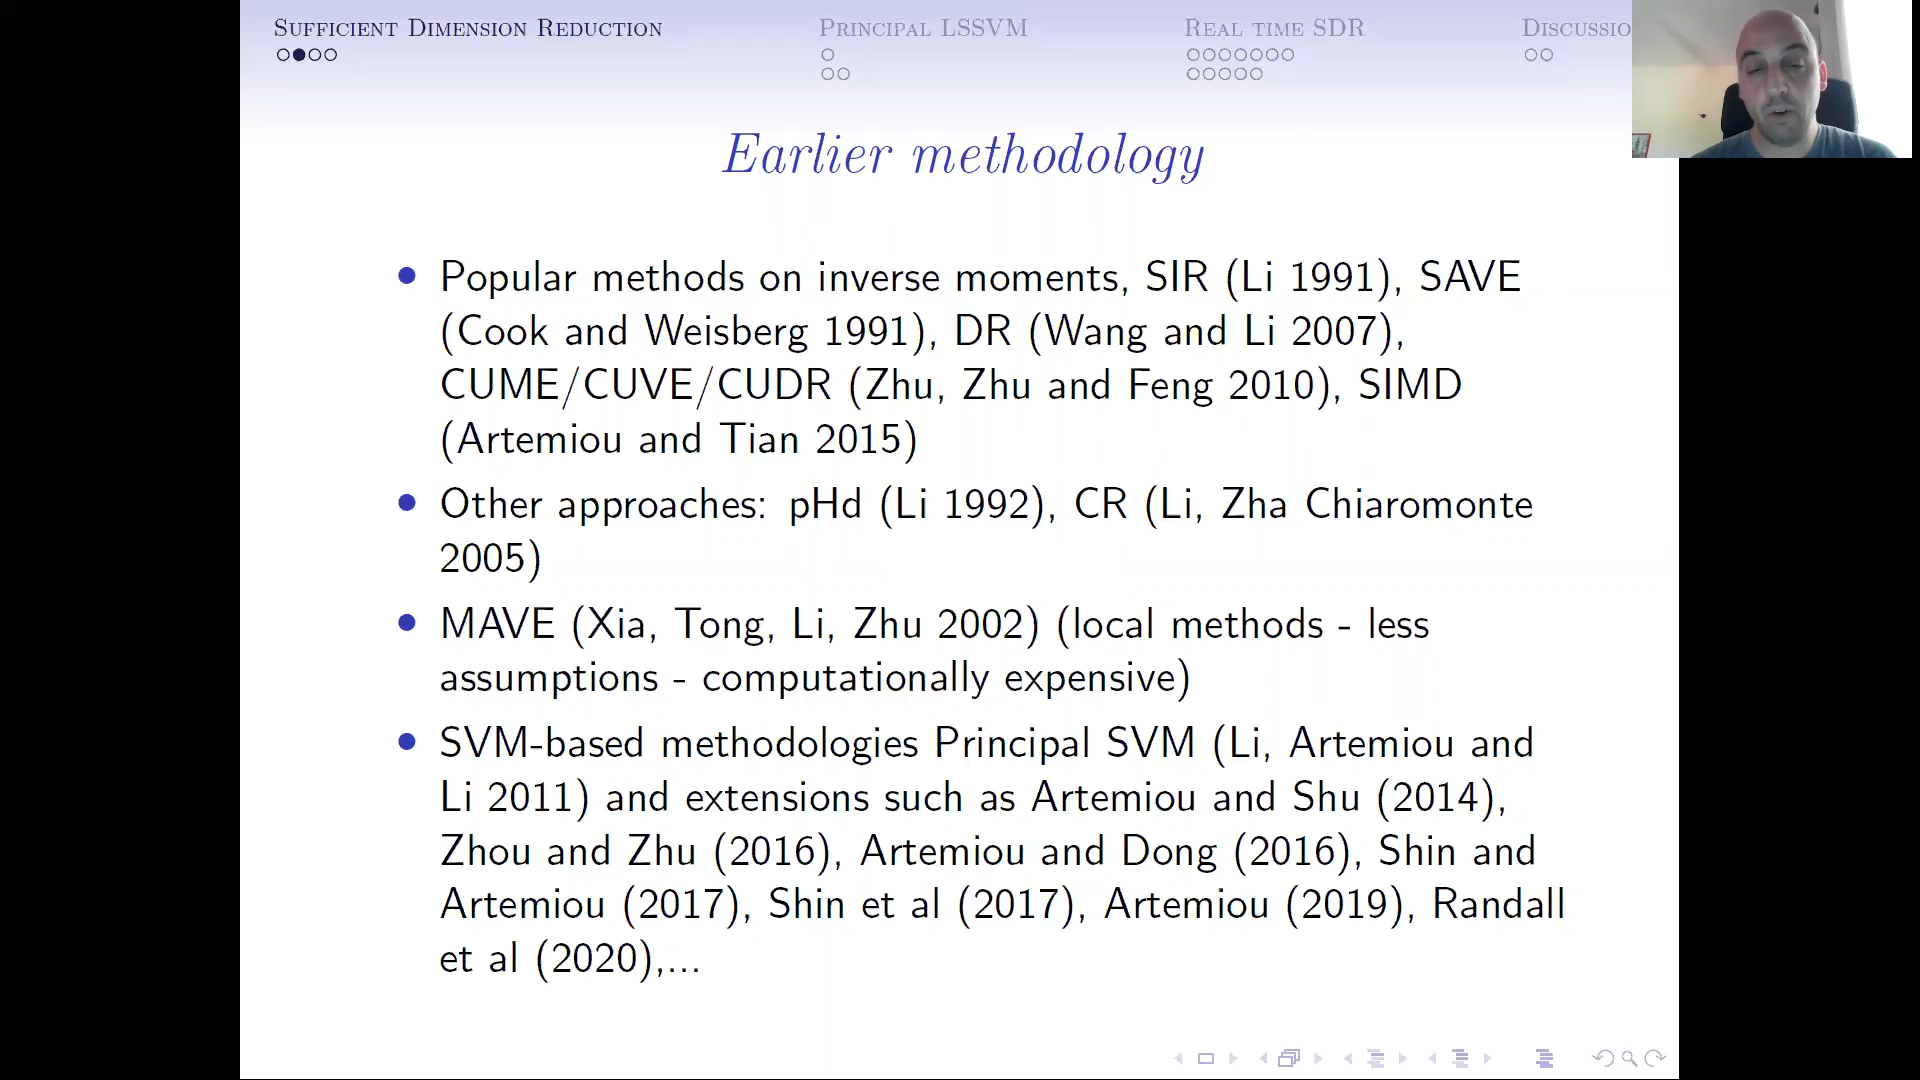 SUFFICIENT DIMENSION REDUCTION
PRINCIPAL LSSVM
REAL TIME SDR
DISCUSSIO
Earlier methodology
• Popular methods on inverse moments, SIR (Li 1991), SAVE
(Cook and Weisberg 1991), DR (Wang and Li 2007),
CUME/CUVE/CUDR (Zhu, Zhu and Feng 2010), SIMD
(Artemiou and Tian 2015)
• Other approaches: pHd (Li 1992), CR (Li, Zha Chiaromonte
2005)
• MAVE (Xia, Tong, Li, Zhu 2002) (local methods - less
assumptions - computationally expensive)
• SVM-based methodologies Principal SVM (Li, Artemiou and
Li 2011) and extensions such as Artemiou and Shu (2014),
Zhou and Zhu (2016), Artemiou and Dong (2016), Shin and
Artemiou (2017), Shin et al (2017), Artemiou (2019), Randall
et al (2020),...